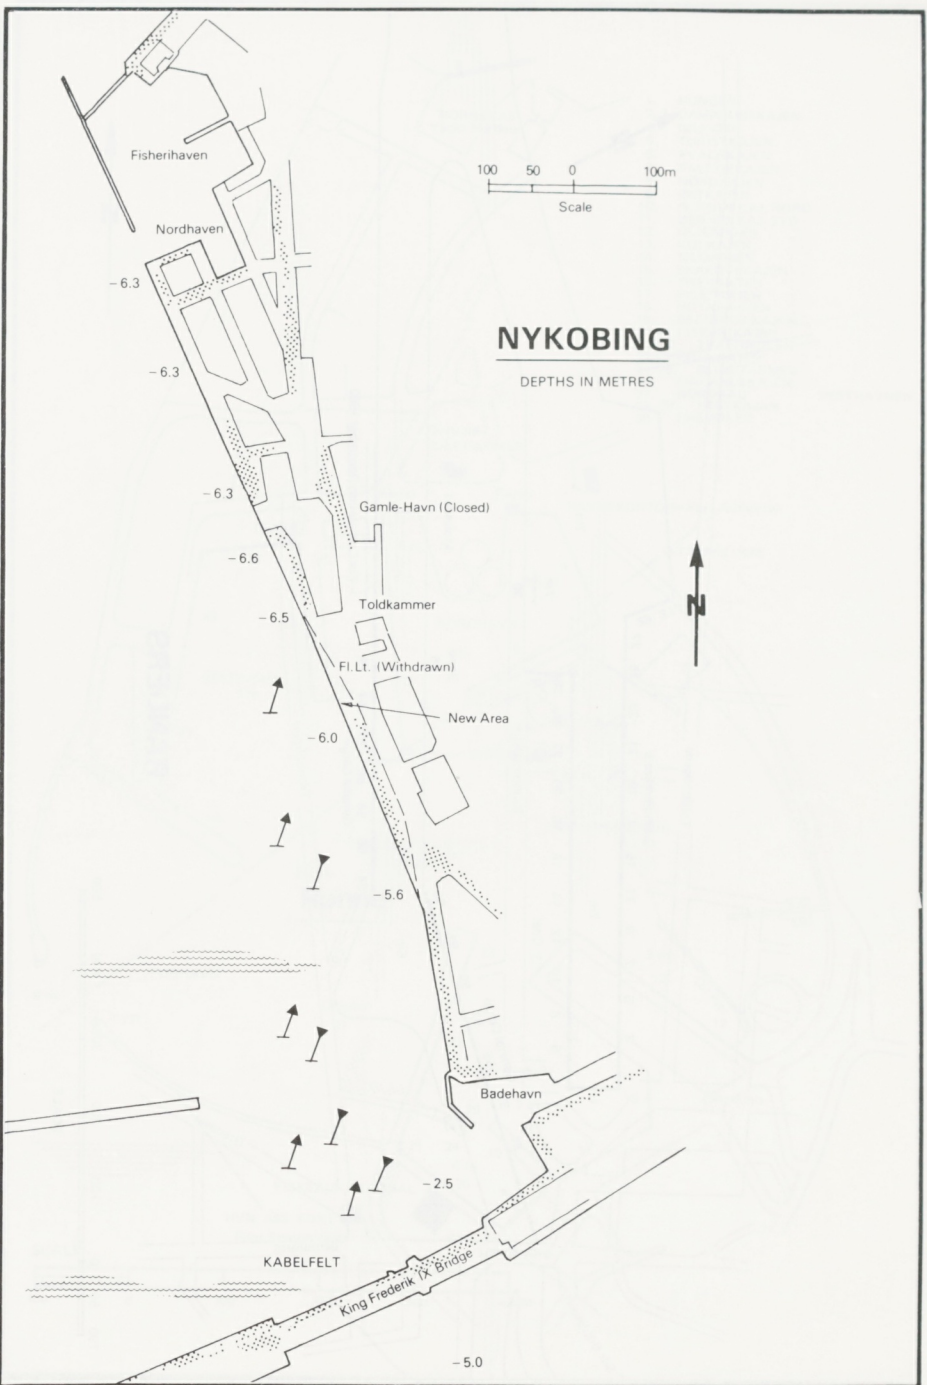 Fisherihaven
100 50 0 100m
Scale
Nordhaven
-6.3
NYKOBING
DEPTHS IN METRES
-6.3
-6.3
Gamle-Havn (Closed)
-6.6
N
Toldkammer
-6.5
Fl. Lt. (Withdrawn)
New Area
-6.0
-5.6
Badehavn
-2.5
KABELFELT
King Frederik IX Bridge
-5.0